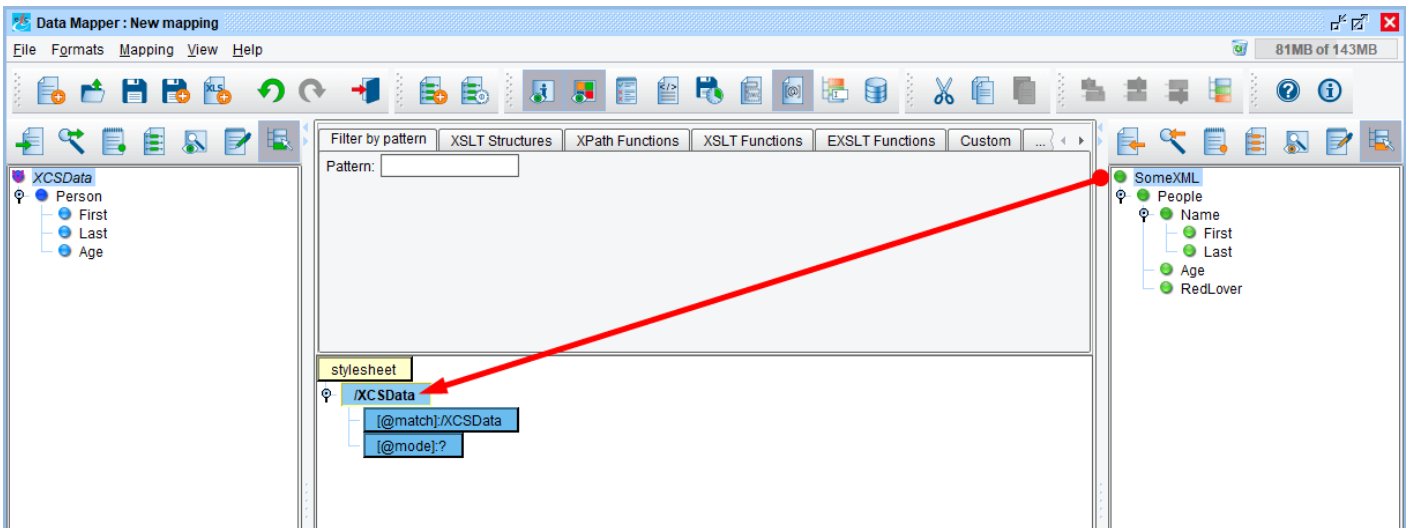 Data Mapper : New mapping
File Formats Mapping View Help
81MB of 143MB
XLS
Filter by pattern XSLT Structures XPath Functions XSLT Functions EXSLT Functions Custom ...
Pattern:
XCSData
Person
First
Last
Age
stylesheet
/XCSData
[@match]:/XCSData
[@mode]:?
SomeXML
People
Name
First
Last
Age
RedLover